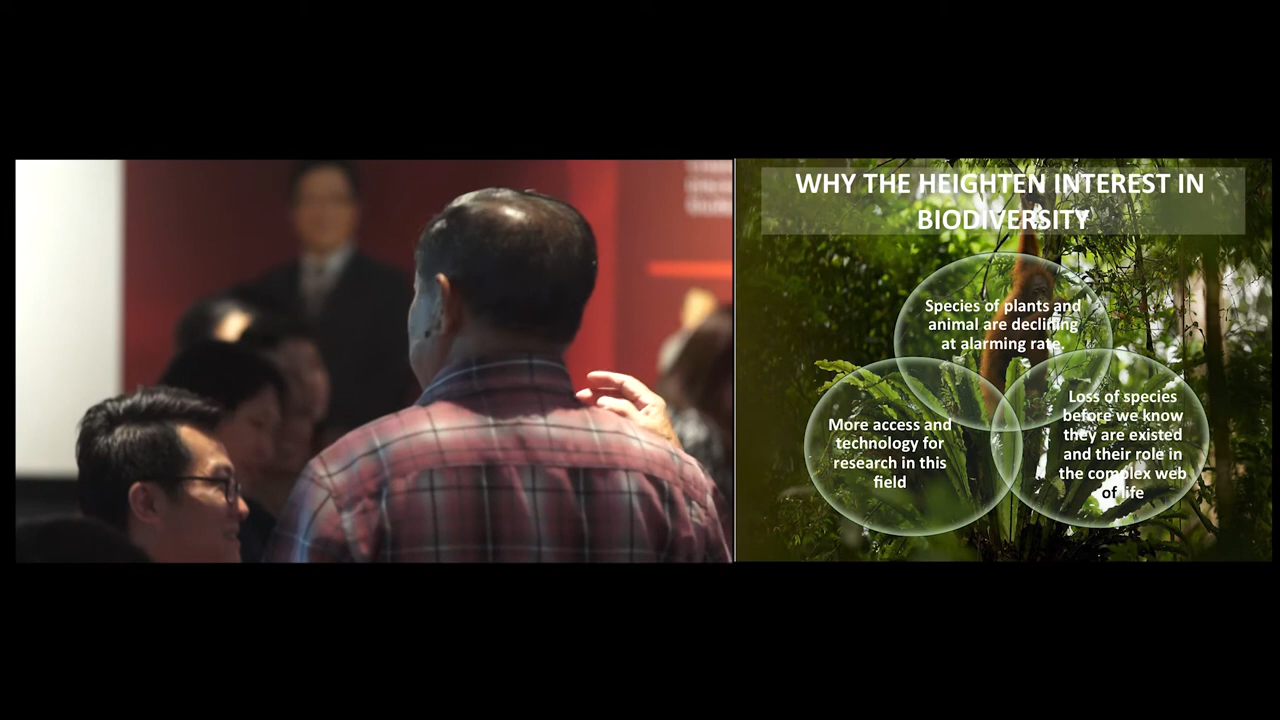 WHY THE HEIGHTEN INTEREST IN
BIODIVERSITY
Species of plants and
animal are declining
at alarming rate.
More access and
technology for
research in this
field
Loss of species
before we know
they are existed
and their role in
the complex web
of life